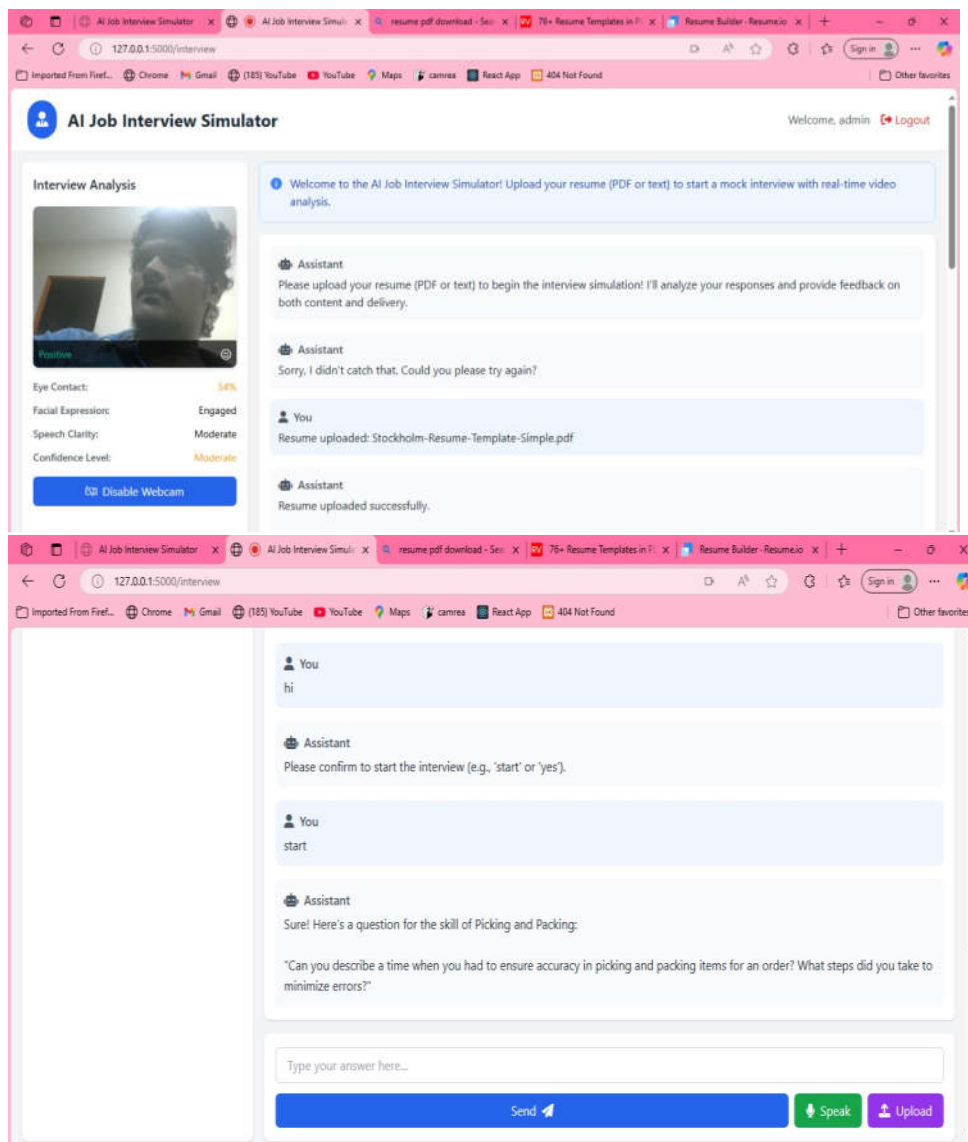 AI Job Interview Simulator
AI Job Interview Simul
resume pdf download - Sea
76+ Resume Templates in
Resume Builder · Resume.io
127.0.0.1:5000/interview
Sign in
Imported From Firef...
Chrome
Gmail
(185) YouTube
YouTube
Maps
camrea
React App
404 Not Found
Other favorites
AI Job Interview Simulator
Welcome, admin
Logout
Interview Analysis
Positive
Eye Contact: 54%
Facial Expression: Engaged
Speech Clarity: Moderate
Confidence Level: Moderate
Disable Webcam
Welcome to the AI Job Interview Simulator! Upload your resume (PDF or text) to start a mock interview with real-time video
analysis.
Assistant
Please upload your resume (PDF or text) to begin the interview simulation! I'll analyze your responses and provide feedback on
both content and delivery.
Assistant
Sorry, I didn't catch that. Could you please try again?
You
Resume uploaded: Stockholm-Resume-Template-Simple.pdf
Assistant
Resume uploaded successfully.
AI Job Interview Simulator
AI Job Interview Simul
resume pdf download - Sea
76+ Resume Templates in
Resume Builder · Resume.io
127.0.0.1:5000/interview
Sign in
Imported From Firef...
Chrome
Gmail
(185) YouTube
YouTube
Maps
camrea
React App
404 Not Found
Other favorites
You
hi
Assistant
Please confirm to start the interview (e.g., 'start' or 'yes').
You
start
Assistant
Sure! Here's a question for the skill of Picking and Packing:
"Can you describe a time when you had to ensure accuracy in picking and packing items for an order? What steps did you take to
minimize errors?"
Type your answer here...
Send
Speak
Upload